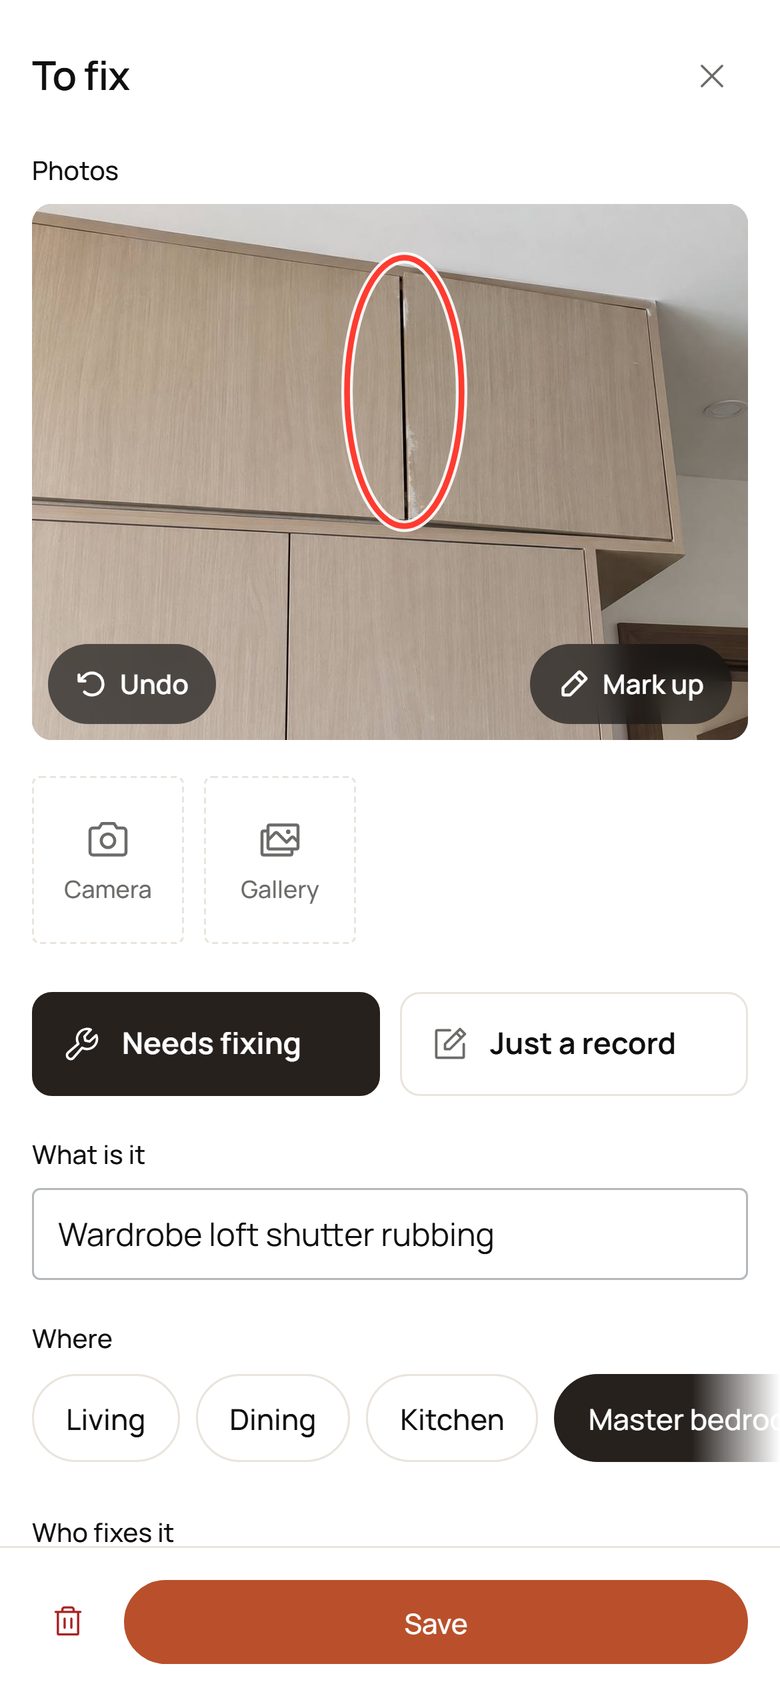 To fix
Photos
Undo
Mark up
Camera
Gallery
Needs fixing
Just a record
What is it
Wardrobe loft shutter rubbing
Where
Living
Dining
Kitchen
Master
Who fixes it
Save